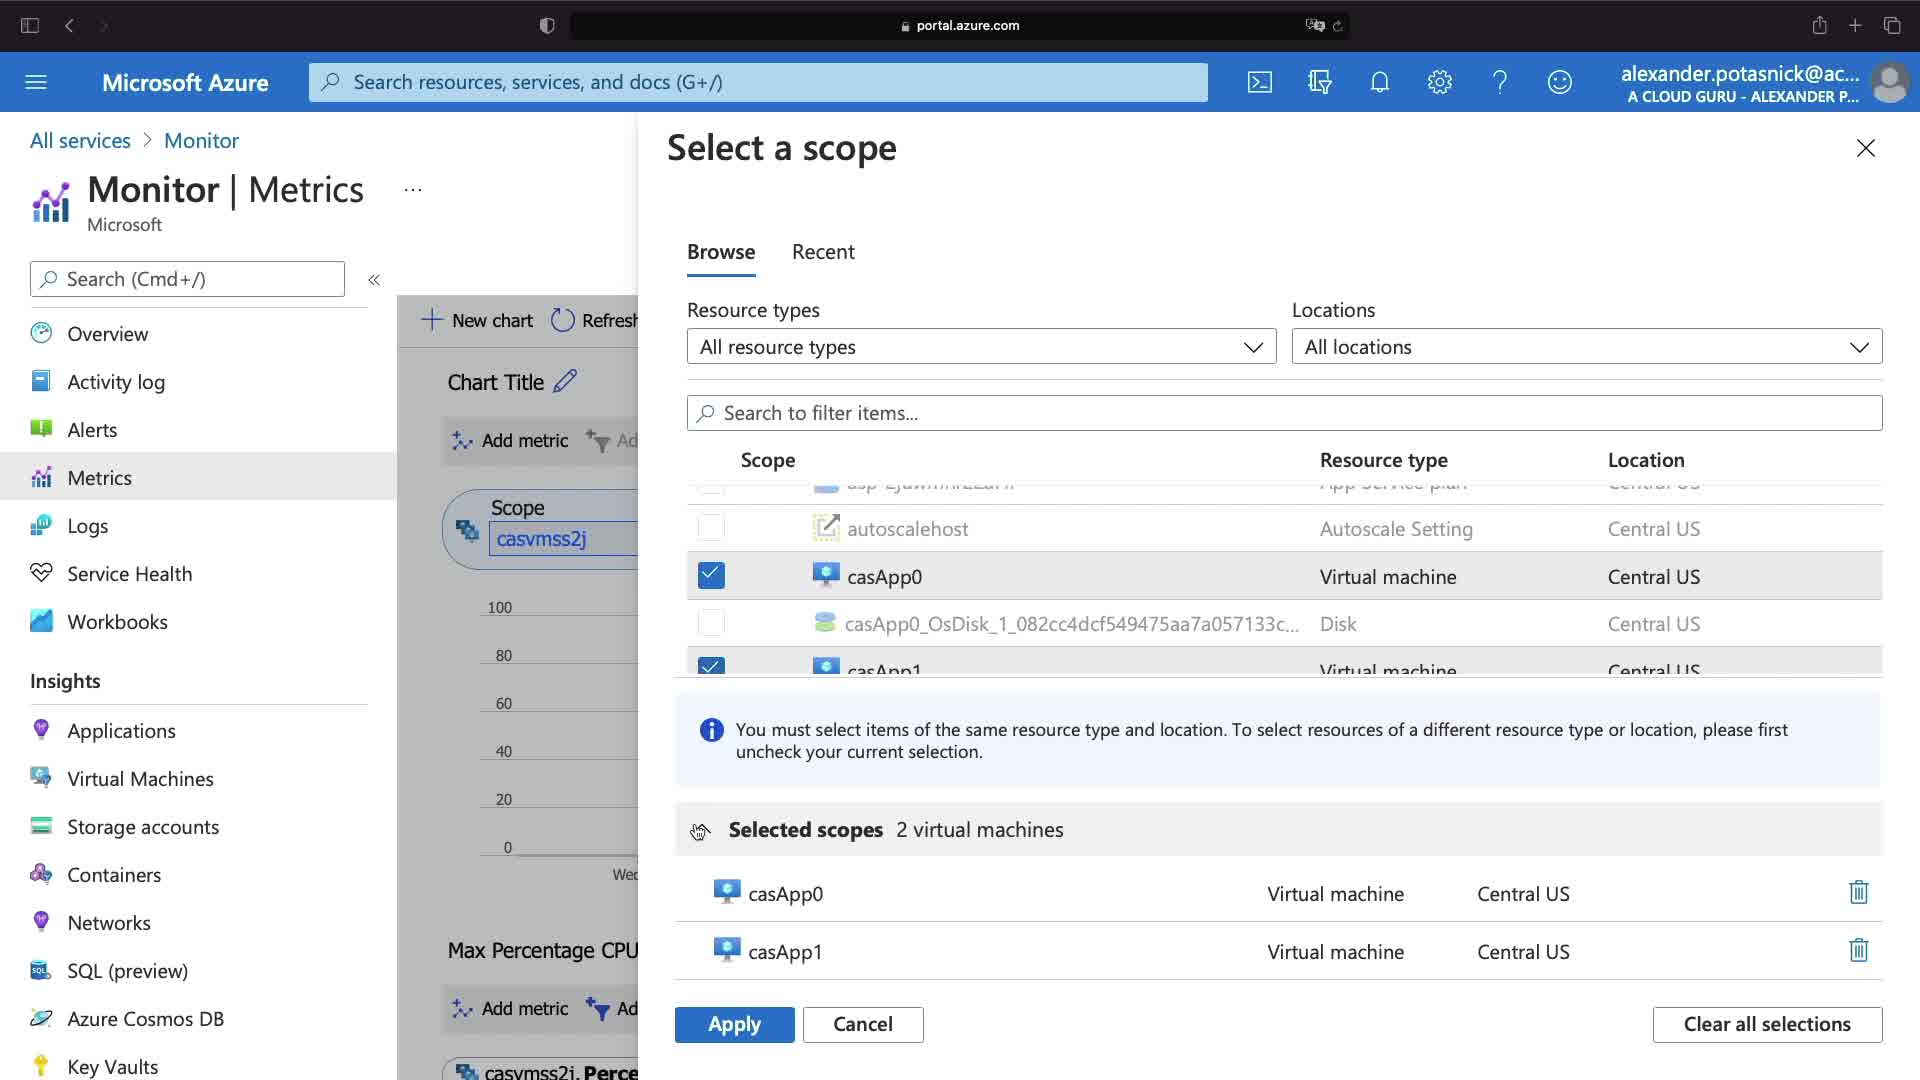 portal.azure.com
Microsoft Azure
Search resources, services, and docs (G+/)
alexander.potasnick@ac...
A CLOUD GURU - ALEXANDER P...
All services > Monitor
Monitor | Metrics ...
Microsoft
Search (Cmd+/)
«
Overview
Activity log
Alerts
Metrics
Logs
Service Health
Workbooks
Insights
Applications
Virtual Machines
Storage accounts
Containers
Networks
SQL (preview)
Azure Cosmos DB
Key Vaults
New chart
Refresh
Chart Title
Add metric
Ad
Scope
casvmss2j
100
80
60
40
20
0
Wed
Max Percentage CPU
Add metric
Ad
casvmss2j, Perce
Select a scope
Browse
Recent
Resource types
Locations
All resource types
All locations
Search to filter items...
Scope Resource type Location
App Service plan Central US
autoscalehost Autoscale Setting Central US
casApp0 Virtual machine Central US
casApp0_OsDisk_1_082cc4dcf549475aa7a057133c... Disk Central US
casApp1 Virtual machine Central US
You must select items of the same resource type and location. To select resources of a different resource type or location, please first
uncheck your current selection.
Selected scopes 2 virtual machines
casApp0 Virtual machine Central US
casApp1 Virtual machine Central US
Apply
Cancel
Clear all selections